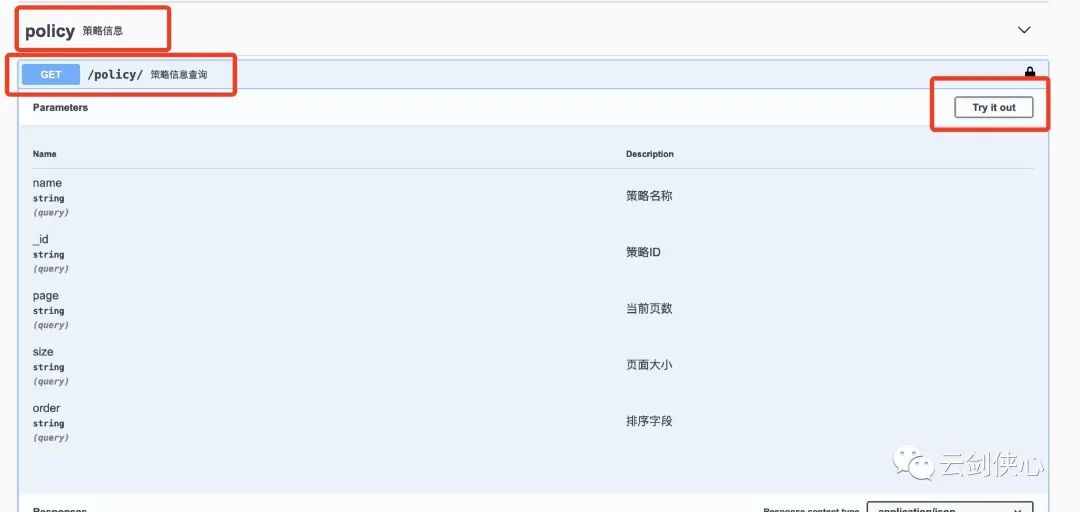 policy 策略信息
GET /policy/ 策略信息查询
Parameters Try it out
Name Description
name
string
(query)
策略名称
_id
string
(query)
策略ID
page
string
(query)
当前页数
size
string
(query)
页面大小
order
string
(query)
排序字段
云剑侠心
Responses Response content type application/json